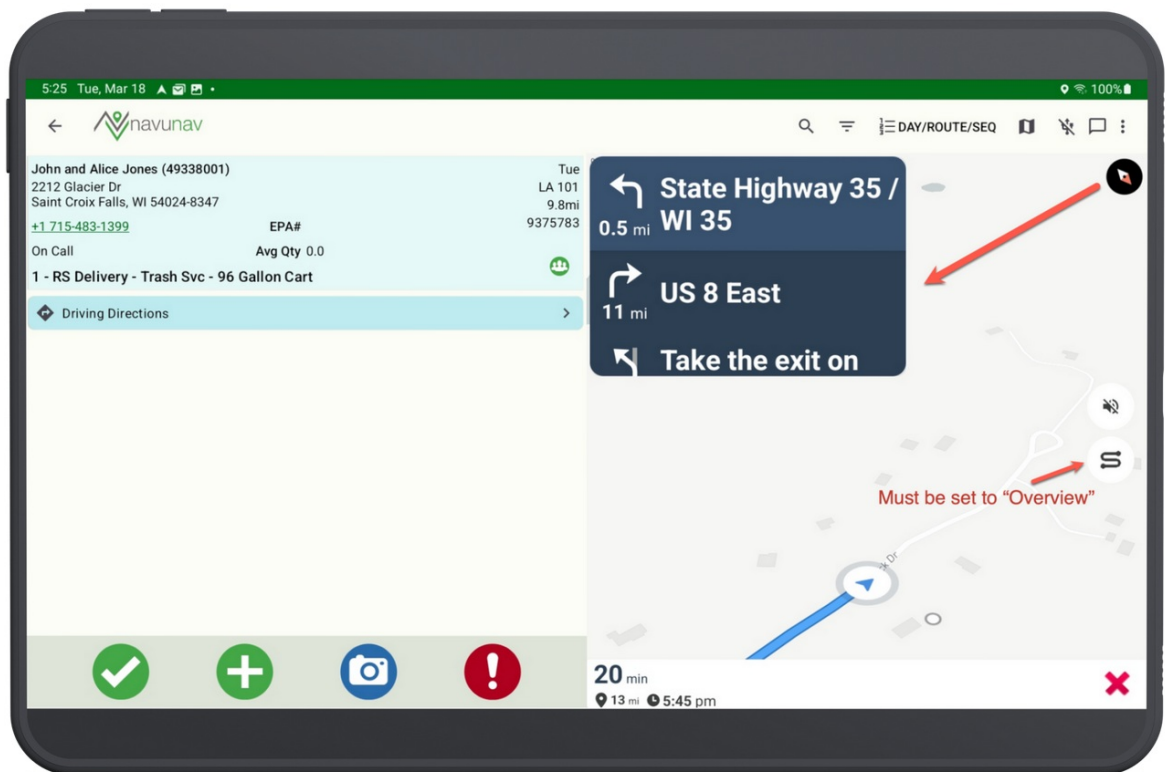 5:25 Tue, Mar 18
100%
navunav
DAY/ROUTE/SEQ
John and Alice Jones (49338001)
Tue
2212 Glacier Dr
LA 101
Saint Croix Falls, WI 54024-8347
9.8mi
+1 715-483-1399
EPA#
9375783
On Call
Avg Qty 0.0
1 - RS Delivery - Trash Svc - 96 Gallon Cart
Driving Directions
State Highway 35 /
0.5 mi WI 35
US 8 East
11 mi
Take the exit on
Must be set to “Overview”
20 min
13 mi 5:45 pm